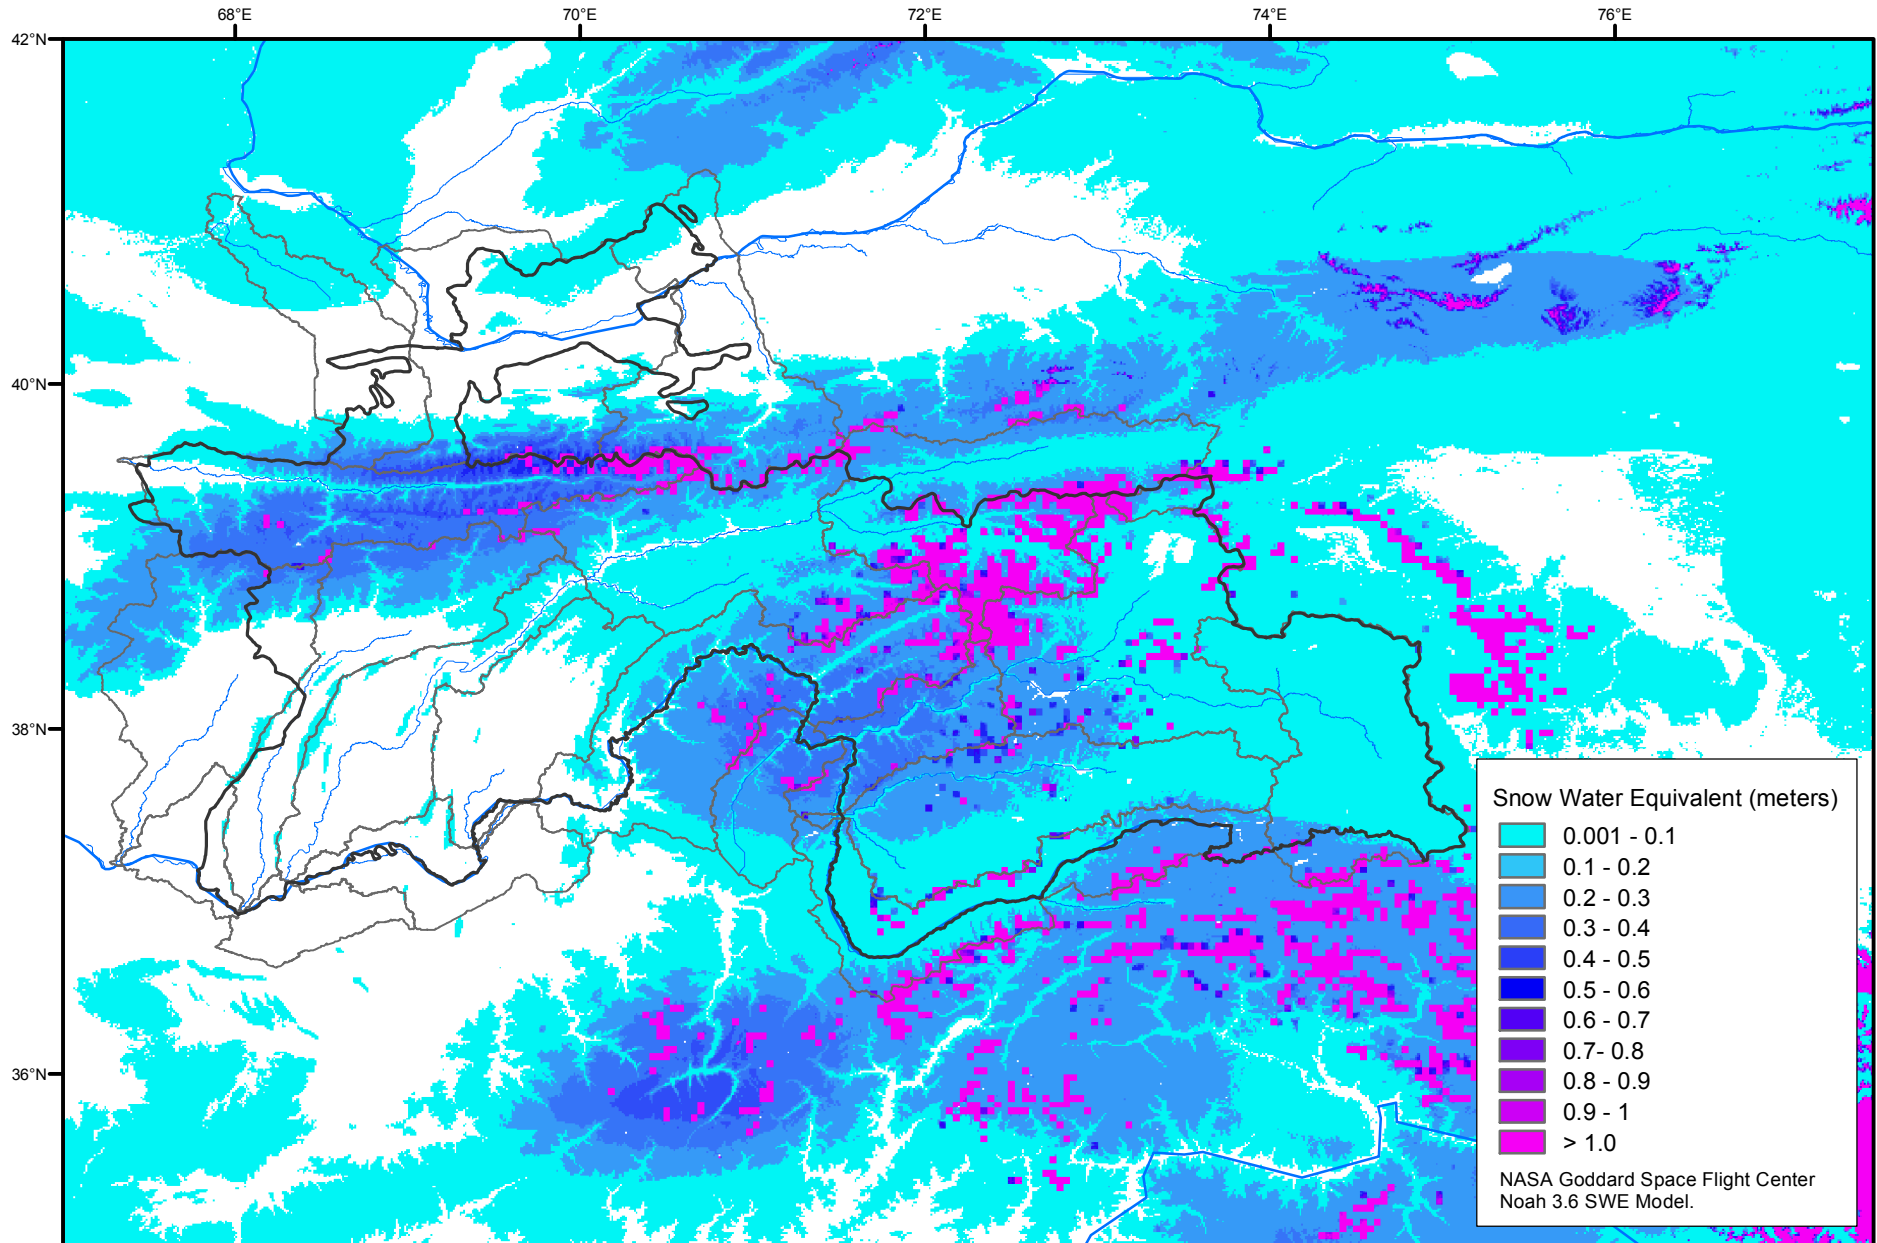 68°E
70°E
72°E
74°E
76°E
42°N
40°N
38°N
36°N
Snow Water Equivalent (meters)
0.001 - 0.1
0.1 - 0.2
0.2 - 0.3
0.3 - 0.4
0.4 - 0.5
0.5 - 0.6
0.6 - 0.7
0.7- 0.8
0.8 - 0.9
0.9 - 1
> 1.0
NASA Goddard Space Flight Center
Noah 3.6 SWE Model.